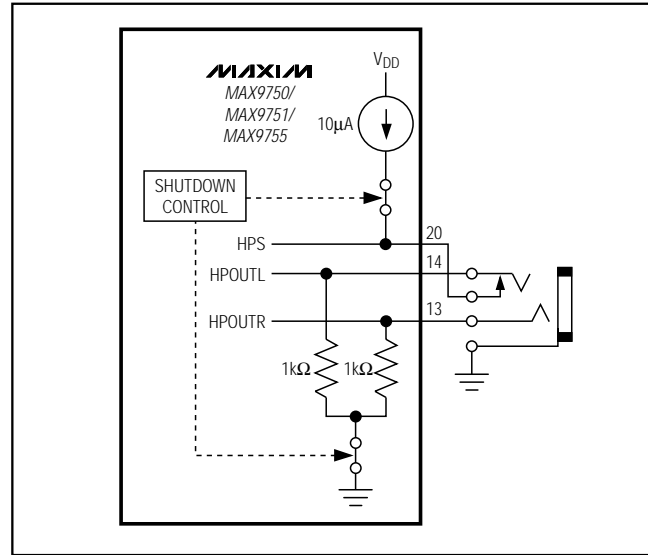 MAXIM
MAX9750/
MAX9751/
MAX9755
VDD
10μA
SHUTDOWN
CONTROL
HPS
20
HPOUTL
14
HPOUTR
13
1kΩ
1kΩ